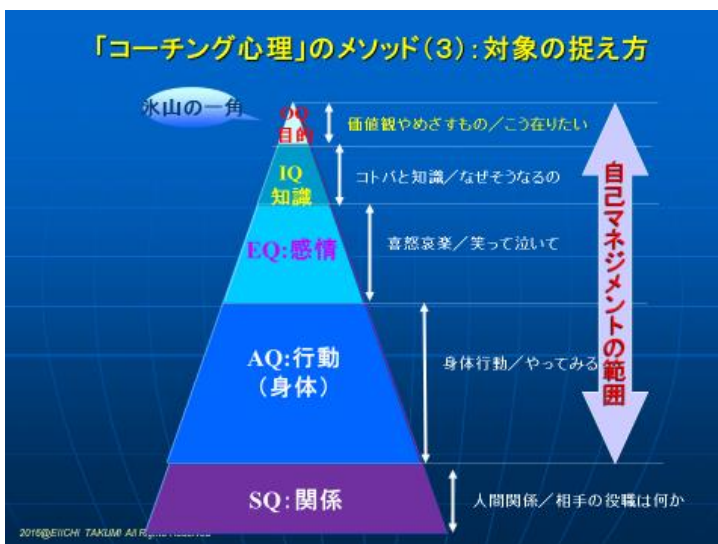 「コーチング心理」のメソッド(3):対象の捉え方
氷山の一角
OQ
目的
価値観やめざすもの/こう在りたい
IQ
知識
コトバと知識/なぜそうなるの
EQ:感情
喜怒哀楽/笑って泣いて
AQ:行動
(身体)
身体行動/やってみる
SQ:関係
人間関係/相手の役職は何か
自己マネジメントの範囲
2016@EIICHI TAKUMI All Rights Reserved